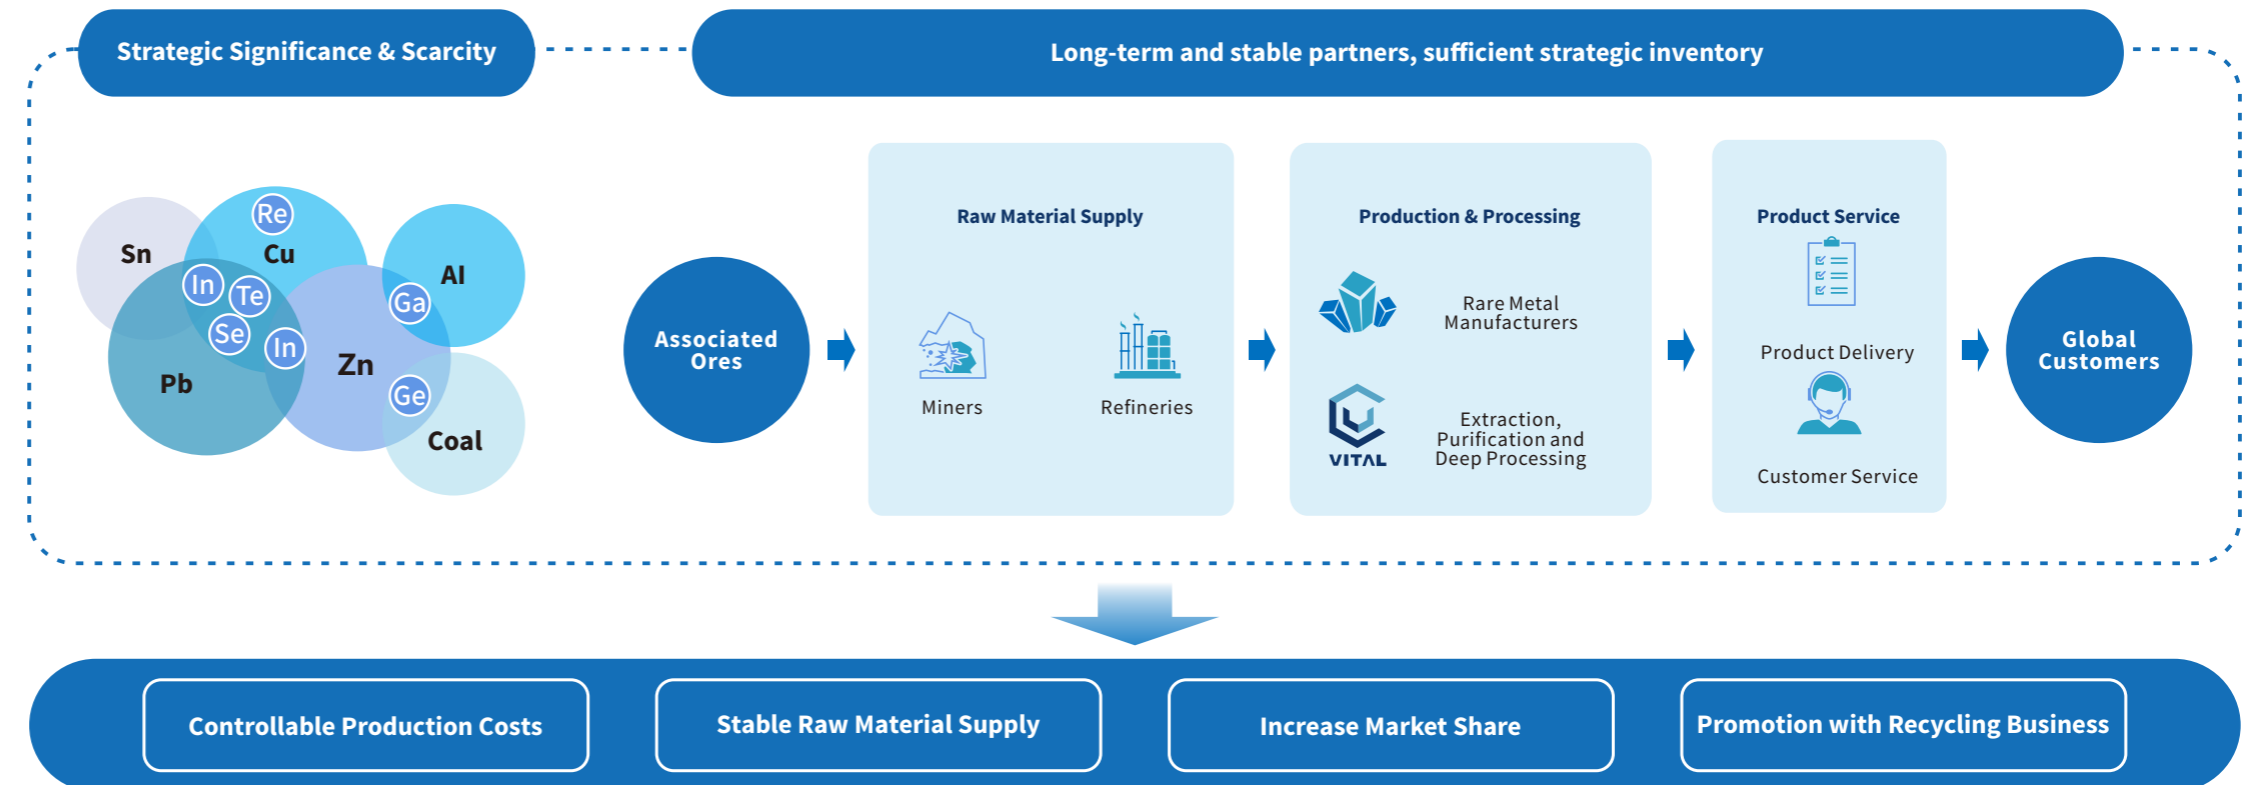 Strategic Significance & Scarcity
Long-term and stable partners, sufficient strategic inventory
Sn
Re
Cu
Al
In
Te
Ga
Se
In
Zn
Pb
Ge
Coal
Associated
Ores
Raw Material Supply
Miners
Refineries
Production & Processing
Rare Metal
Manufacturers
VITAL
Extraction,
Purification and
Deep Processing
Product Service
Product Delivery
Customer Service
Global
Customers
Controllable Production Costs
Stable Raw Material Supply
Increase Market Share
Promotion with Recycling Business